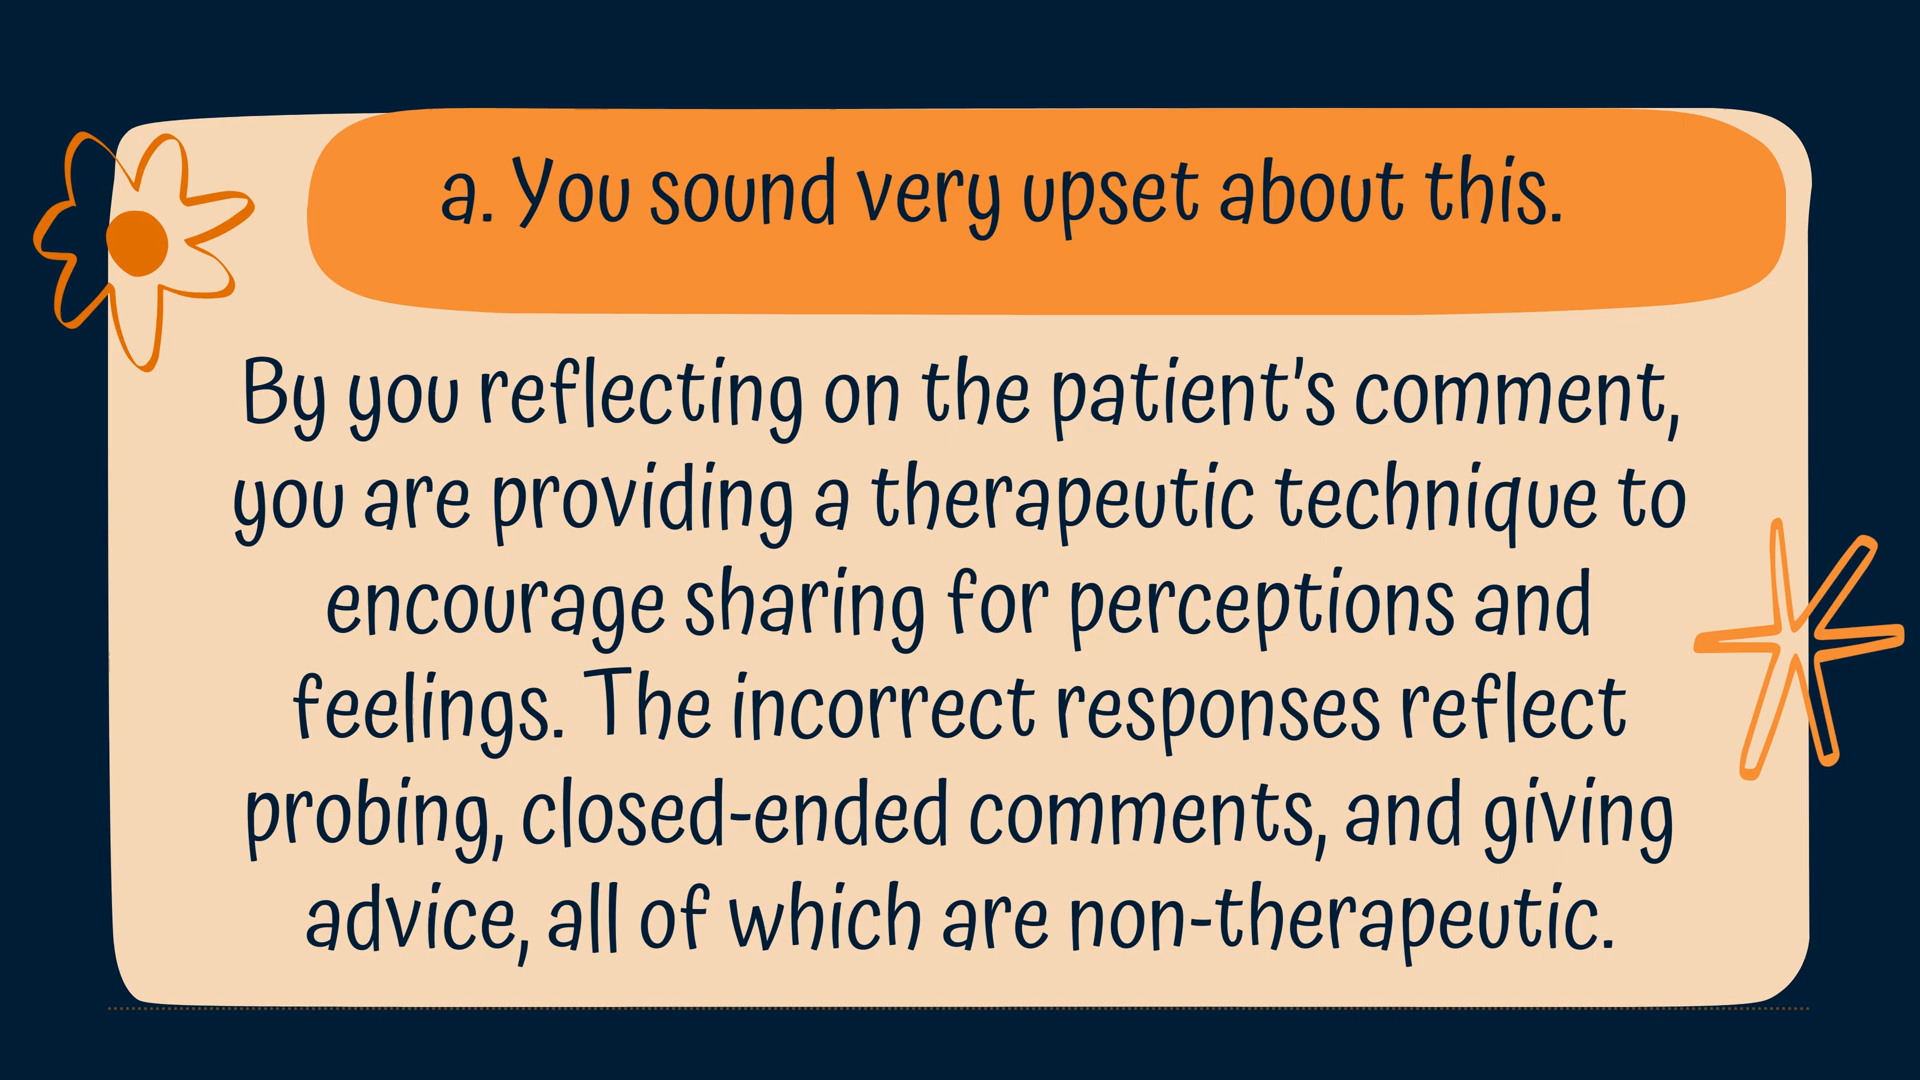 a. You sound very upset about this.
By you reflecting on the patient's comment,
you are providing a therapeutic technique to
encourage sharing for perceptions and
feelings. The incorrect responses reflect
probing, closed-ended comments, and giving
advice, all of which are non-therapeutic.